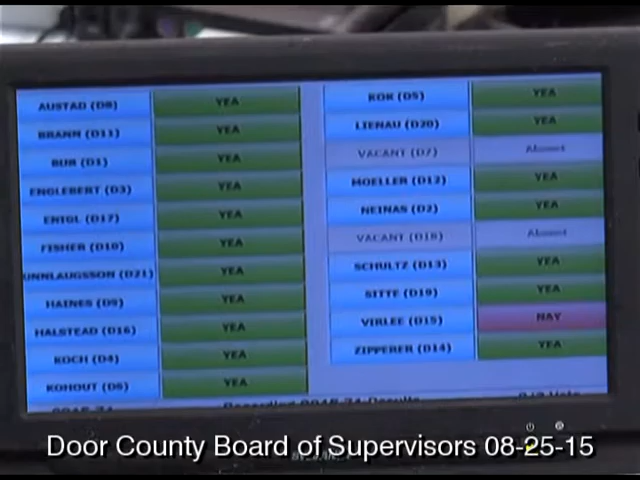 AUSTAD (D8) YEA
BRANN (D11) YEA
BUR (D1) YEA
ENGLEBERT (D3) YEA
ENIGL (D17) YEA
FISHER (D10) YEA
UNNLAUGSSON (D21) YEA
HAINES (D9) YEA
HALSTEAD (D16) YEA
KOCH (D4) YEA
KOHOUT (D6) YEA
KOK (D5) YEA
LIENAU (D20) YEA
VACANT (D7) Absent
MOELLER (D12) YEA
NEINAS (D2) YEA
VACANT (D18) Absent
SCHULTZ (D13) YEA
SITTE (D19) YEA
VIRLEE (D15) NAY
ZIPPERER (D14) YEA
Door County Board of Supervisors 08-25-15